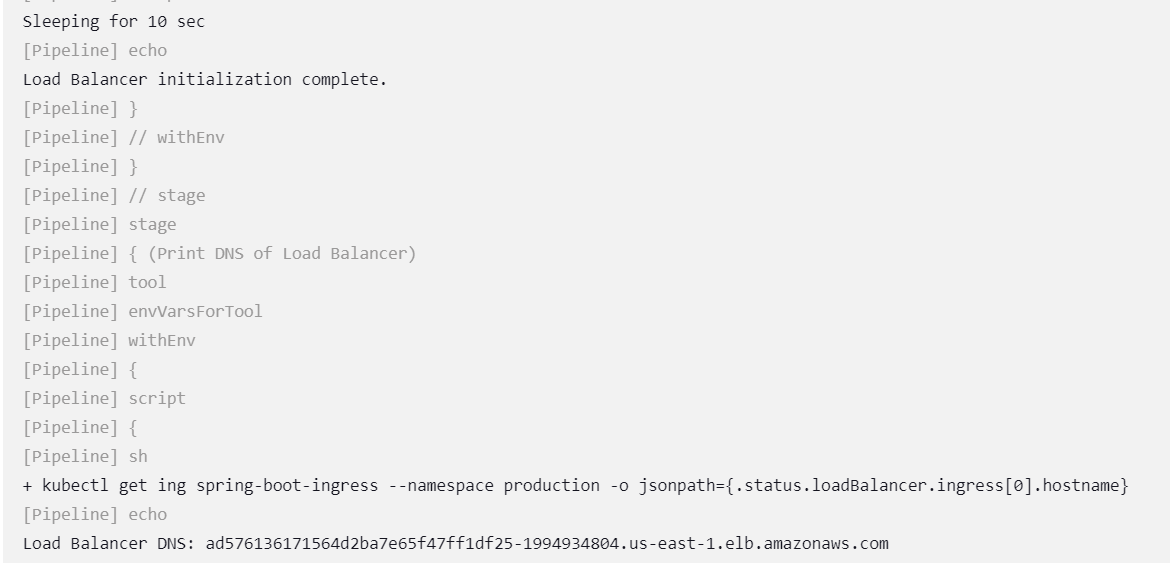 Sleeping for 10 sec
[Pipeline] echo
Load Balancer initialization complete.
[Pipeline] }
[Pipeline] // withEnv
[Pipeline] }
[Pipeline] // stage
[Pipeline] stage
[Pipeline] { (Print DNS of Load Balancer)
[Pipeline] tool
[Pipeline] envVarsForTool
[Pipeline] withEnv
[Pipeline] {
[Pipeline] script
[Pipeline] {
[Pipeline] sh
+ kubectl get ing spring-boot-ingress --namespace production -o jsonpath={.status.loadBalancer.ingress[0].hostname}
[Pipeline] echo
Load Balancer DNS: ad576136171564d2ba7e65f47ff1df25-1994934804.us-east-1.elb.amazonaws.com